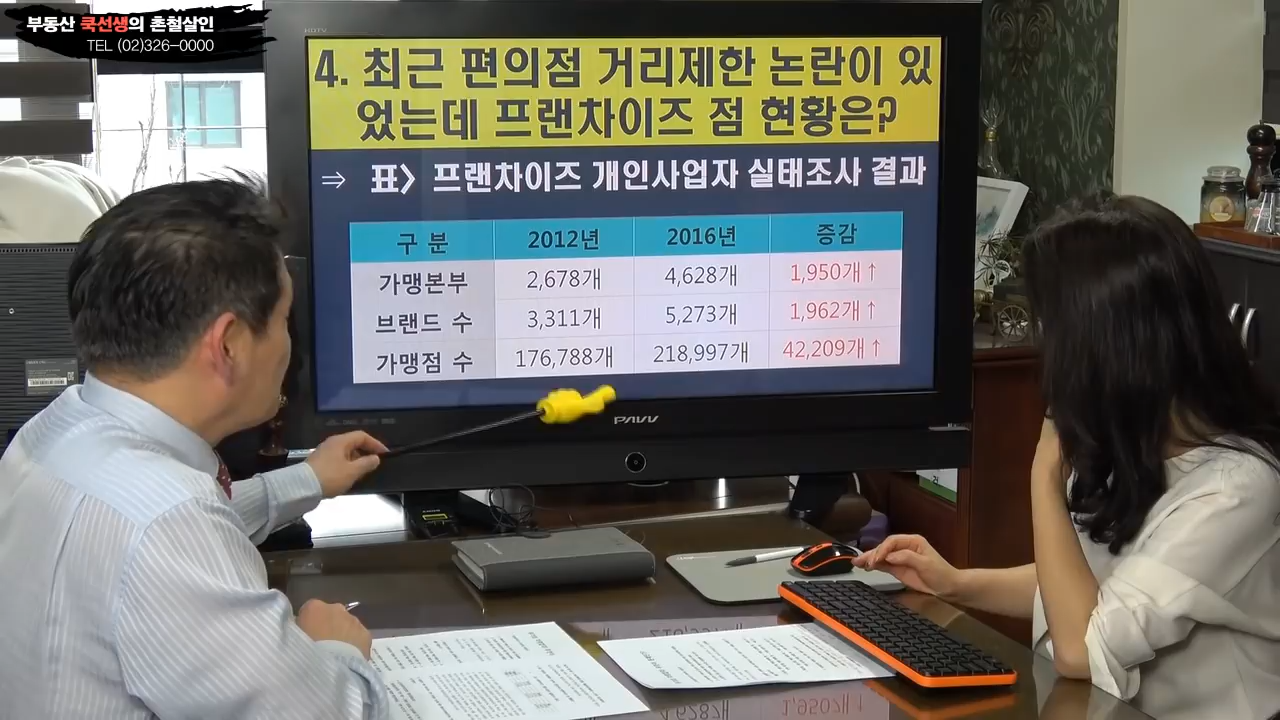 부동산 쿡선생의 촌철살인
TEL (02)326-0000
4. 최근 편의점 거리제한 논란이 있
었는데 프랜차이즈 점 현황은?
⇒ 표> 프랜차이즈 개인사업자 실태조사 결과
구 분 2012년 2016년 증감
가맹본부 2,678개 4,628개 1,950개↑
브랜드 수 3,311개 5,273개 1,962개↑
가맹점 수 176,788개 218,997개 42,209개↑
PAVV